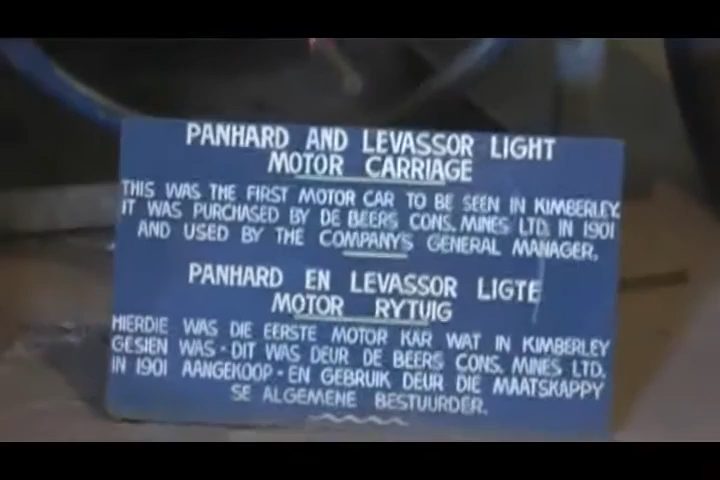 PANHARD AND LEVASSOR LIGHT
MOTOR CARRIAGE
THIS WAS THE FIRST MOTOR CAR TO BE SEEN IN KIMBERLEY.
IT WAS PURCHASED BY DE BEERS CONS. MINES LTD. IN 1901
AND USED BY THE COMPANY'S GENERAL MANAGER.
PANHARD EN LEVASSOR LIGTE
MOTOR RYTUIG
HIERDIE WAS DIE EERSTE MOTOR KAR WAT IN KIMBERLEY
GESIEN WAS - DIT WAS DEUR DE BEERS CONS. MINES LTD.
IN 1901 AANGEKOOP - EN GEBRUIK DEUR DIE MAATSKAPPY
SE ALGEMENE BESTUURDER.